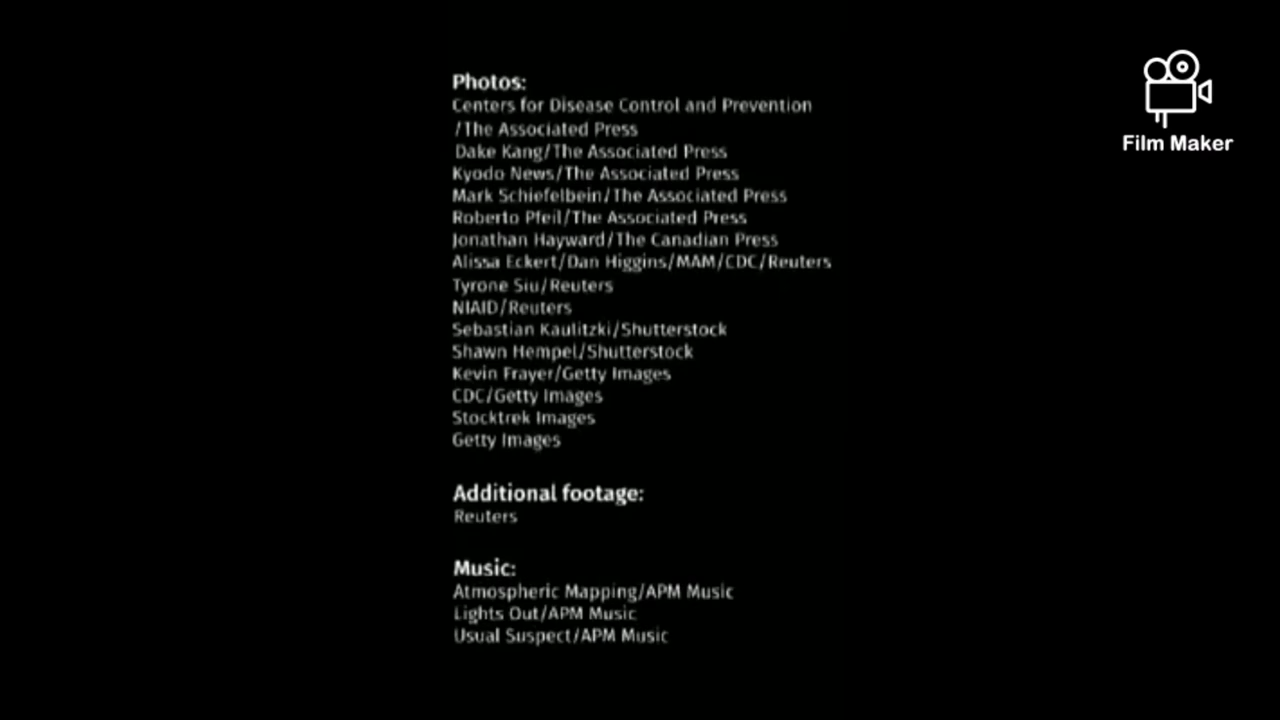 Photos:
Centers for Disease Control and Prevention
/The Associated Press
Dake Kang/The Associated Press
Kyodo News/The Associated Press
Mark Schiefelbein/The Associated Press
Roberto Pfeil/The Associated Press
Jonathan Hayward/The Canadian Press
Alissa Eckert/Dan Higgins/MAM/CDC/Reuters
Tyrone Siu/Reuters
NIAID/Reuters
Sebastian Kaulitzki/Shutterstock
Shawn Hempel/Shutterstock
Kevin Frayer/Getty Images
CDC/Getty Images
Stocktrek Images
Getty Images
Additional footage:
Reuters
Music:
Atmospheric Mapping/APM Music
Lights Out/APM Music
Usual Suspect/APM Music
Film Maker